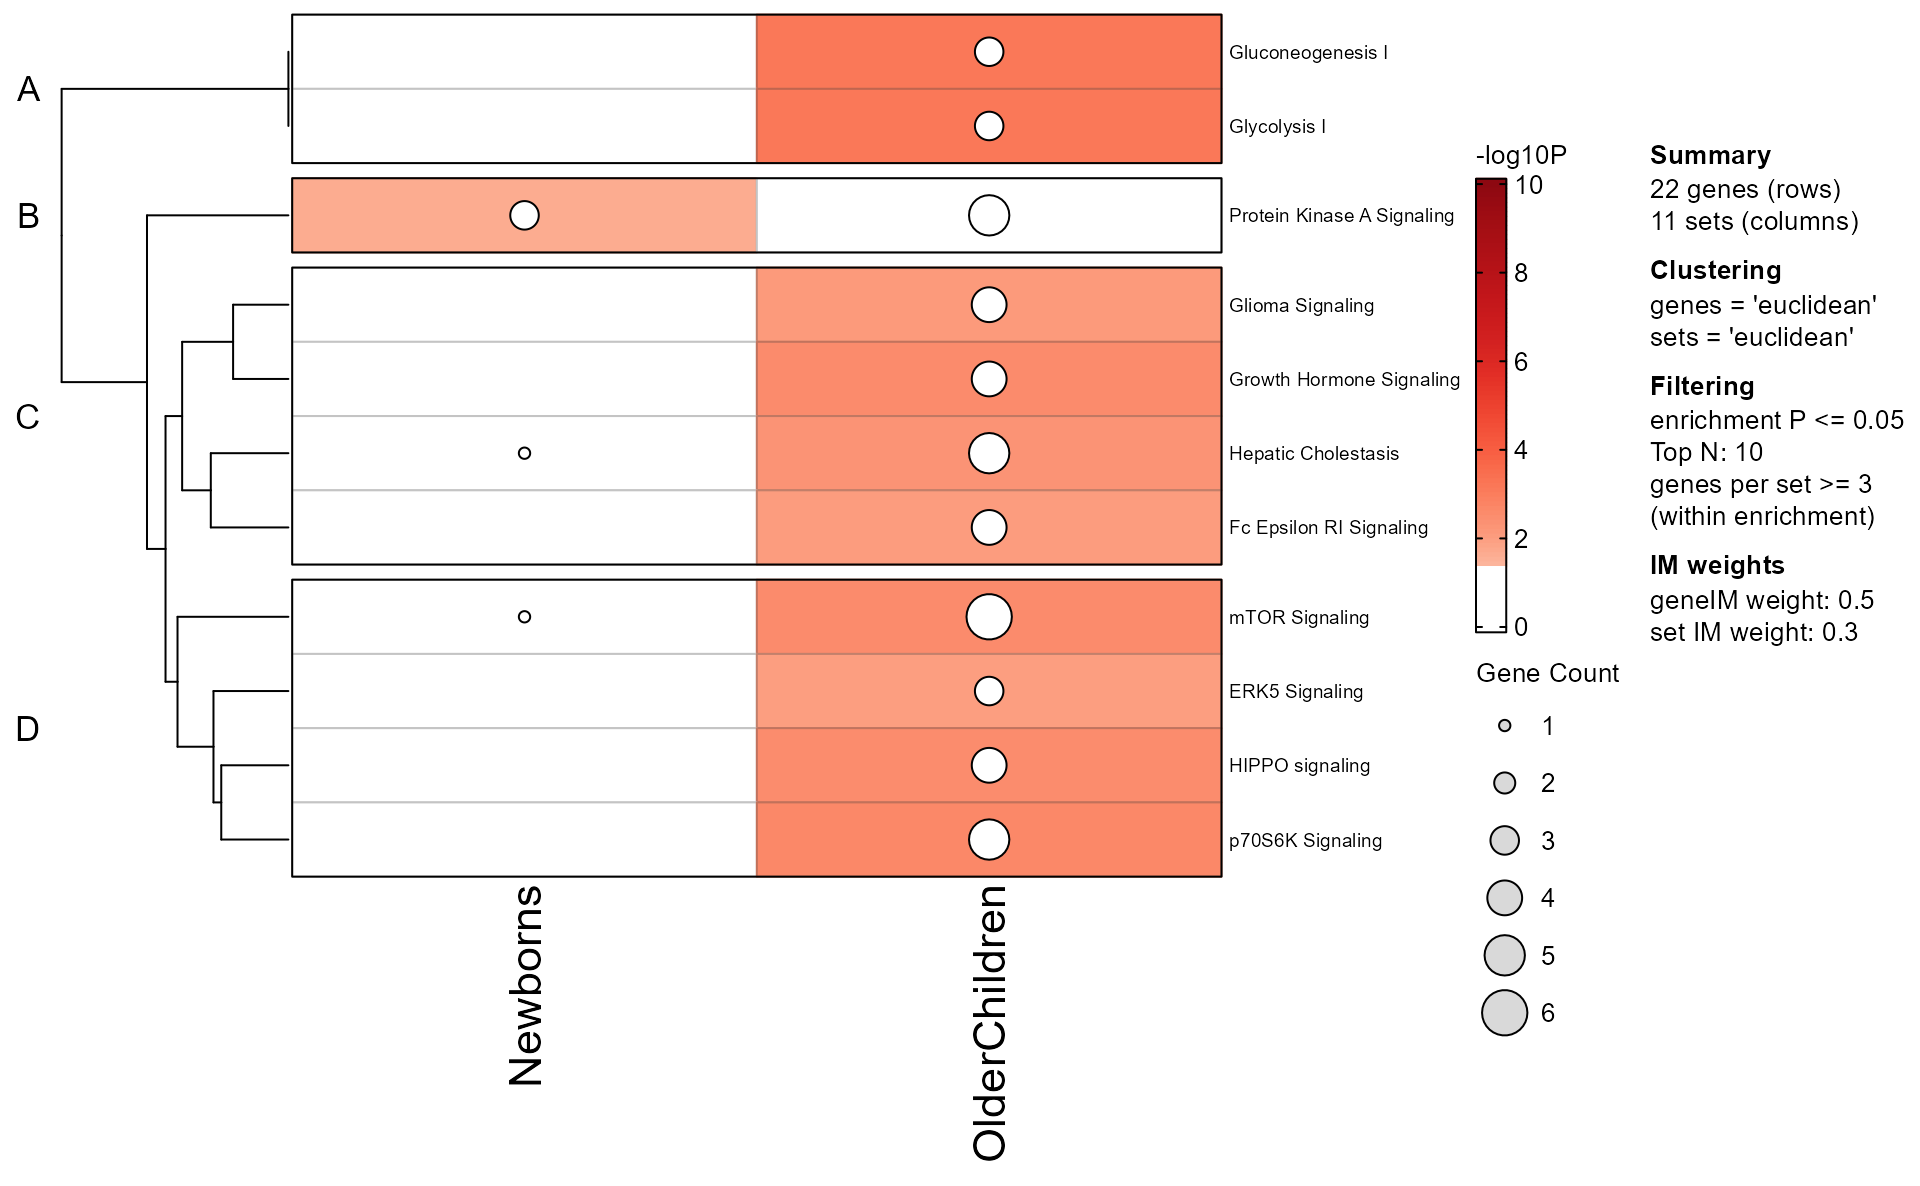 A
B
C
D
Gluconeogenesis I
Glycolysis I
Protein Kinase A Signaling
Glioma Signaling
Growth Hormone Signaling
Hepatic Cholestasis
Fc Epsilon RI Signaling
mTOR Signaling
ERK5 Signaling
HIPPO signaling
p70S6K Signaling
Newborns
OlderChildren
-log10P
10
8
6
4
2
0
Gene Count
1
2
3
4
5
6
Summary
22 genes (rows)
11 sets (columns)
Clustering
genes = 'euclidean'
sets = 'euclidean'
Filtering
enrichment P <= 0.05
Top N: 10
genes per set >= 3
(within enrichment)
IM weights
geneIM weight: 0.5
set IM weight: 0.3